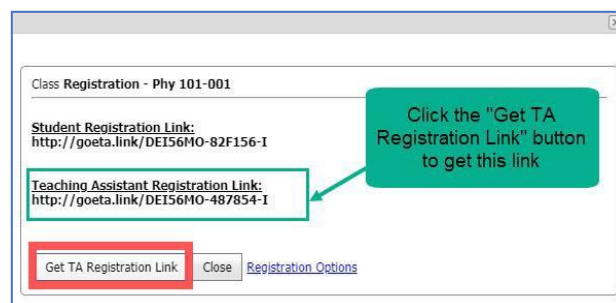 Class Registration - Phy 101-001
Student Registration Link:
http://goeta.link/DEI56MO-82F156-I
Click the "Get TA
Registration Link" button
to get this link
Teaching Assistant Registration Link:
http://goeta.link/DEI56MO-487854-I
Get TA Registration Link
Close
Registration Options